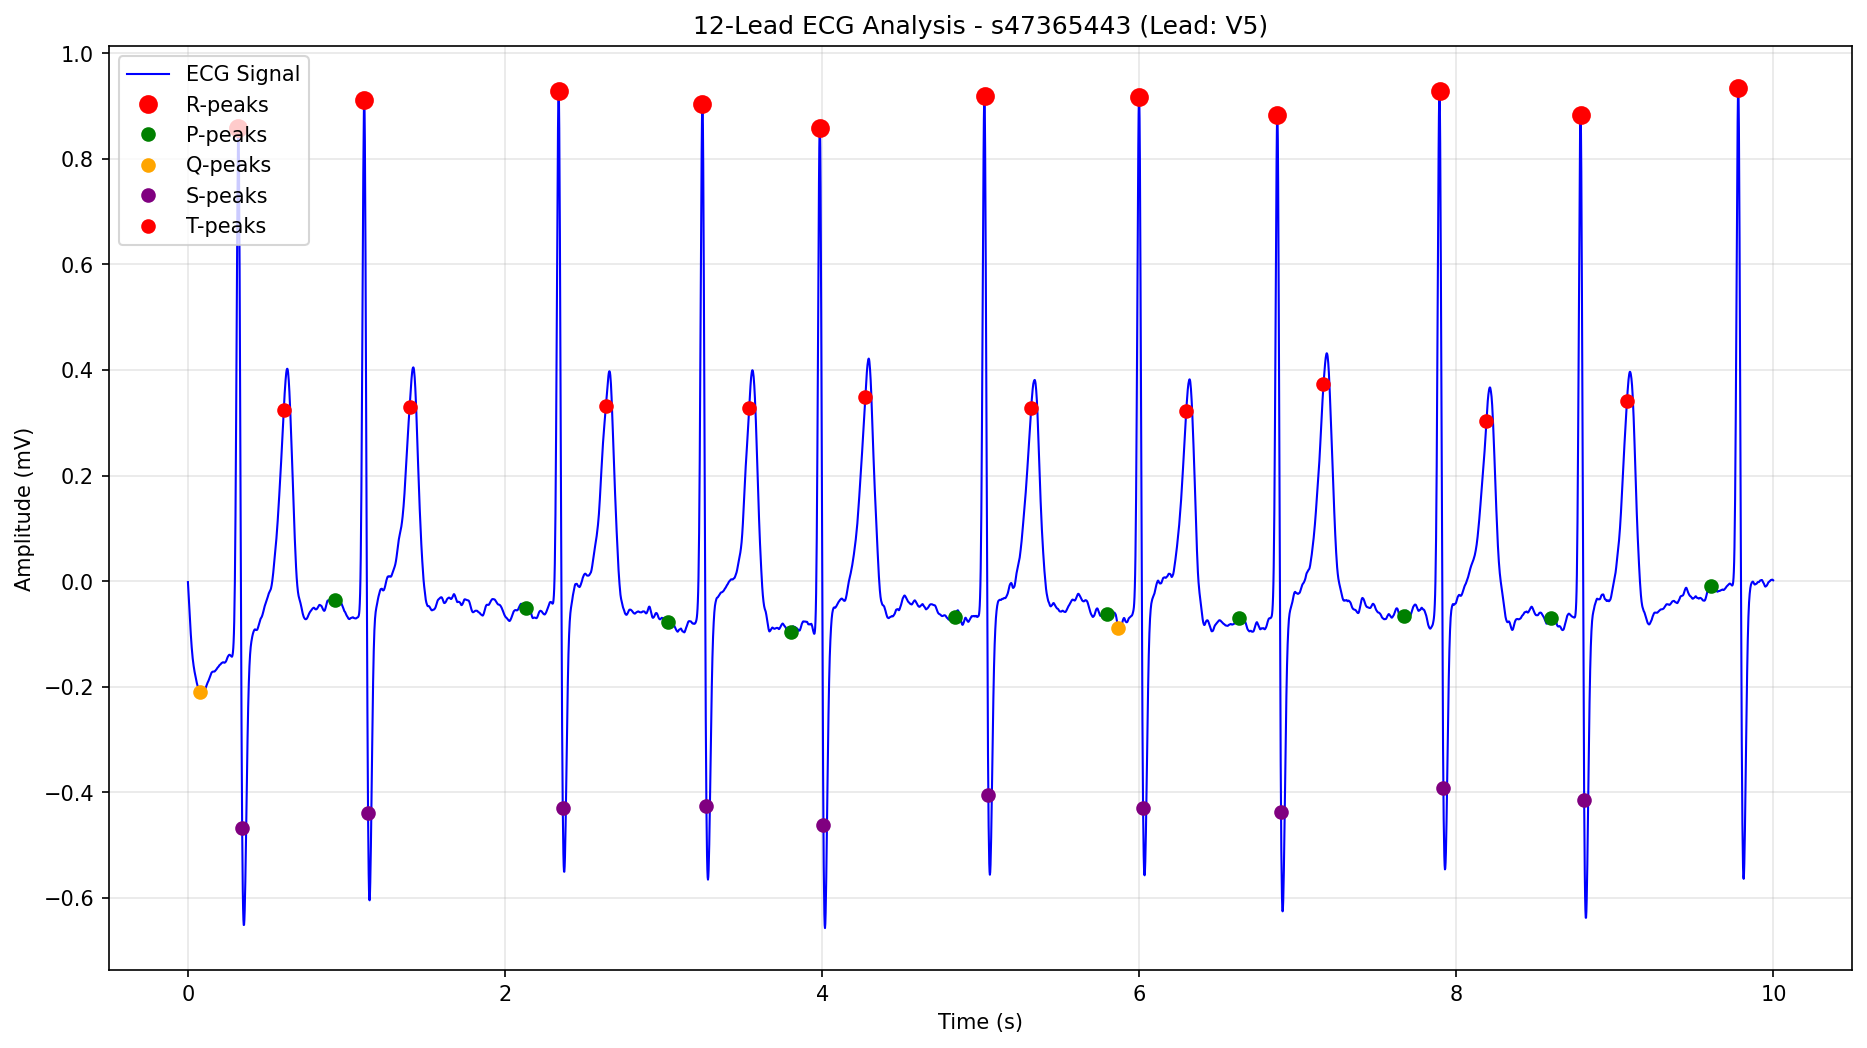 12-Lead ECG Analysis - s47365443 (Lead: V5)
ECG Signal
R-peaks
P-peaks
Q-peaks
S-peaks
T-peaks
1.0
0.8
0.6
0.4
0.2
0.0
−0.2
−0.4
−0.6
Amplitude (mV)
0 2 4 6 8 10
Time (s)